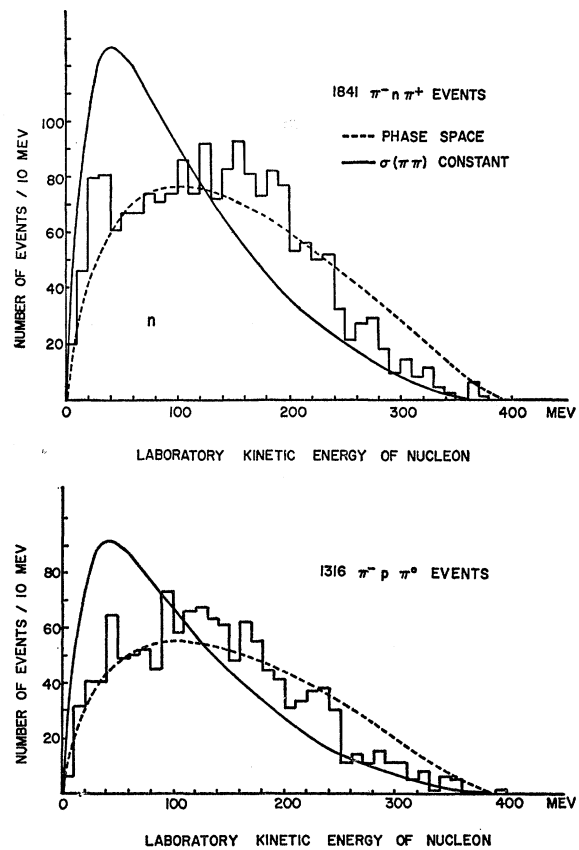 NUMBER OF EVENTS / 10 MEV
100
80
60
40
20
1841 π⁻ n π⁺ EVENTS
PHASE SPACE
σ(ππ) CONSTANT
n
0 100 200 300 400 MEV
LABORATORY KINETIC ENERGY OF NUCLEON
NUMBER OF EVENTS / 10 MEV
80
60
40
20
1316 π⁻ p π⁰ EVENTS
0 100 200 300 400 MEV
LABORATORY KINETIC ENERGY OF NUCLEON